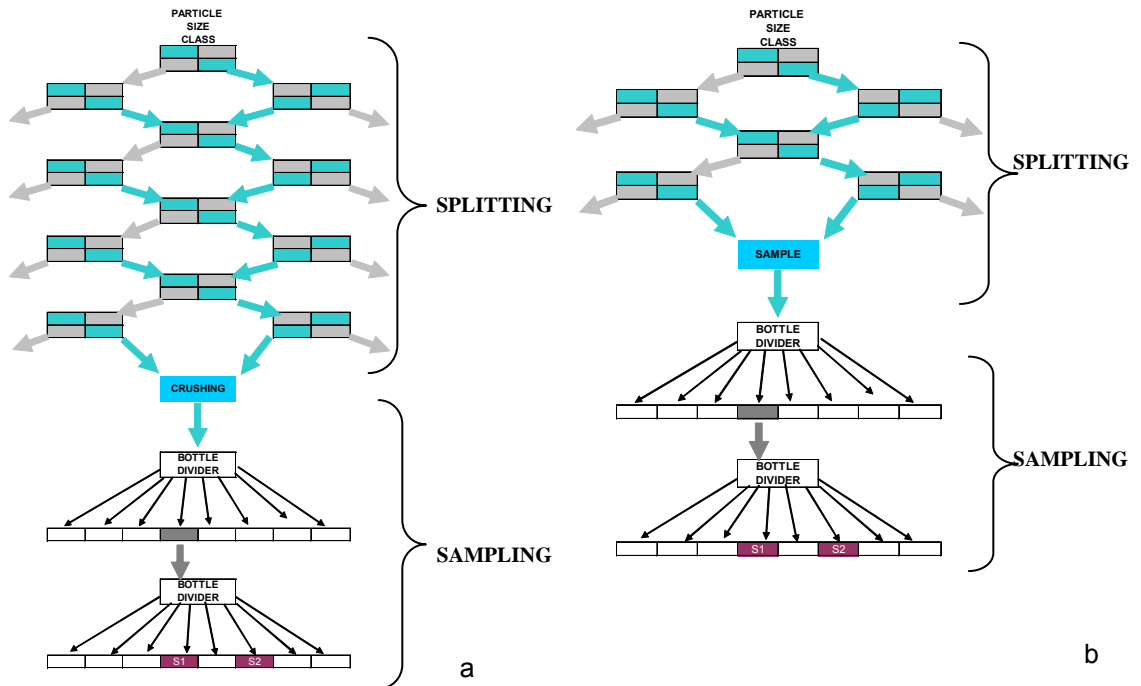 PARTICLE
SIZE
CLASS
SPLITTING
CRUSHING
BOTTLE
DIVIDER
SAMPLING
BOTTLE
DIVIDER
S1 S2
a
PARTICLE
SIZE
CLASS
SPLITTING
SAMPLE
BOTTLE
DIVIDER
SAMPLING
BOTTLE
DIVIDER
S1 S2
b